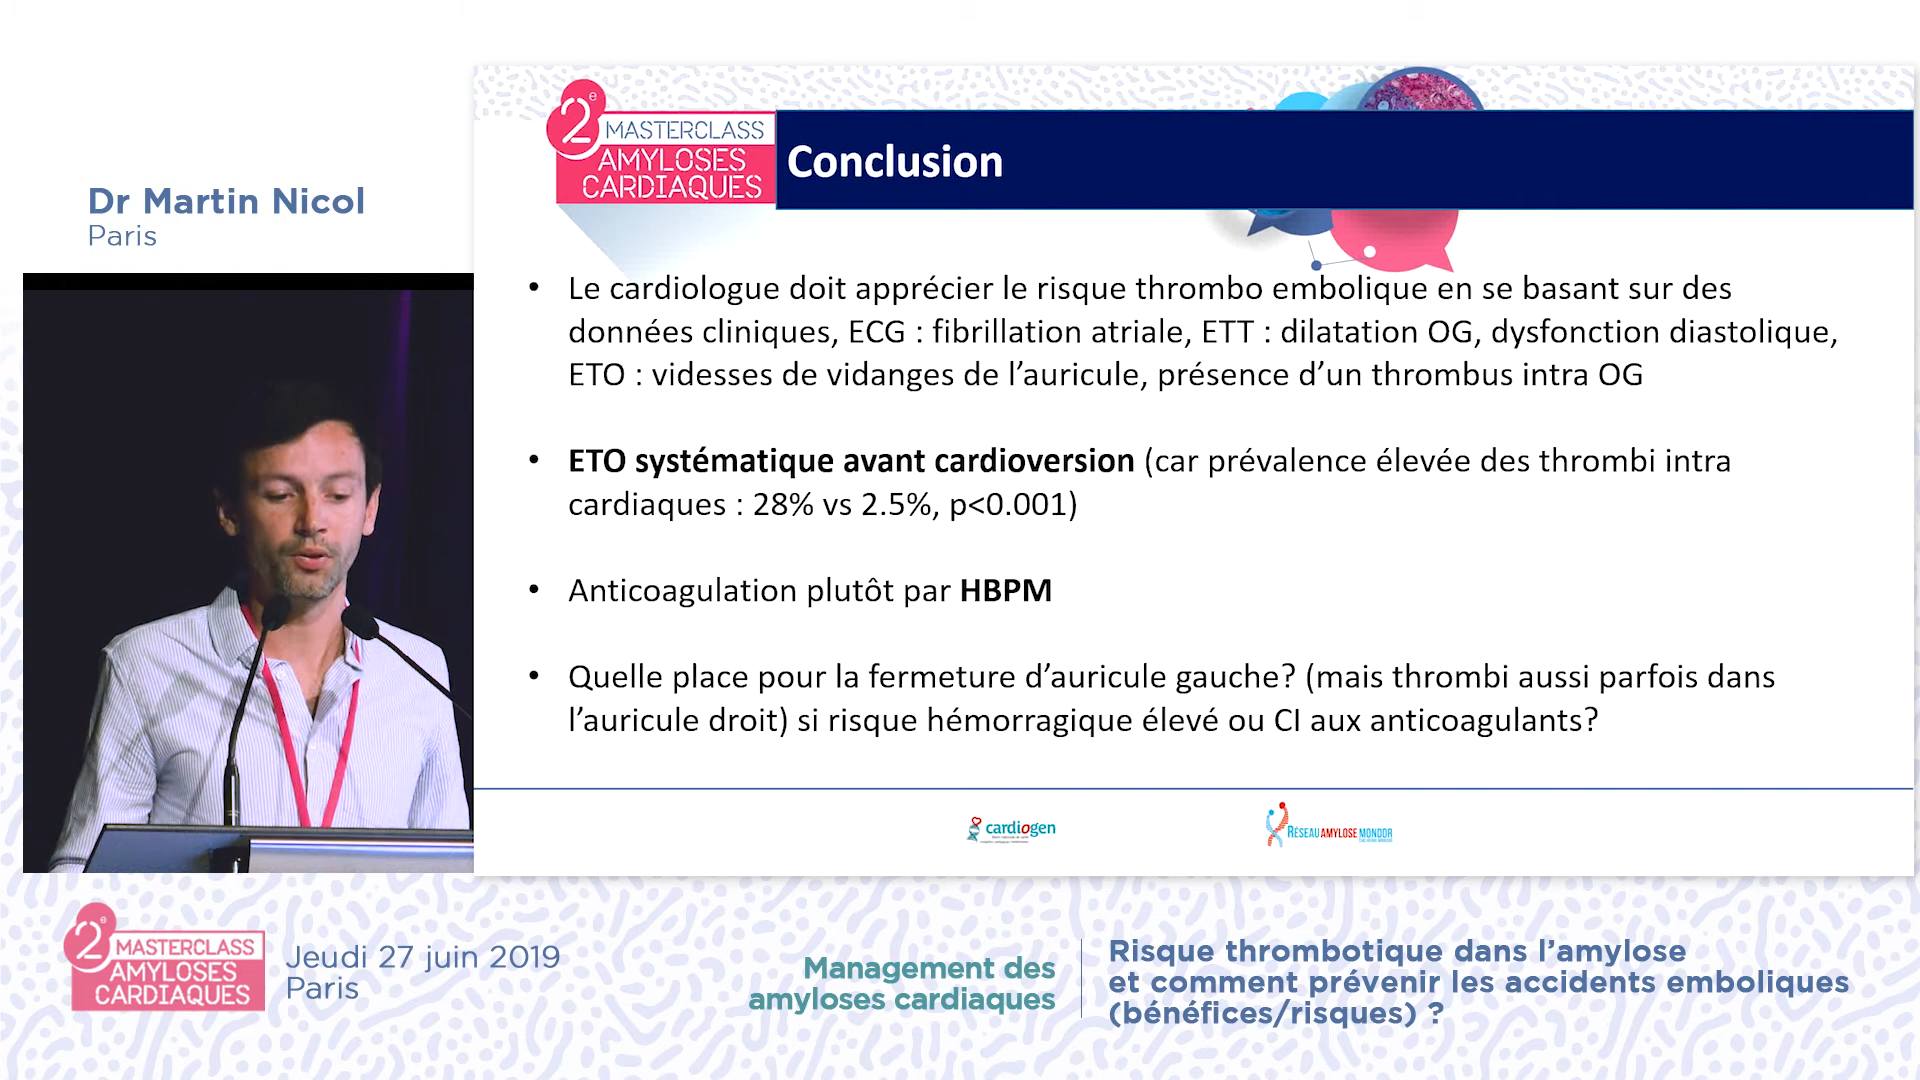 2e
MASTERCLASS
AMYLOSES
CARDIAQUES
Conclusion
Dr Martin Nicol
Paris
• Le cardiologue doit apprécier le risque thrombo embolique en se basant sur des
données cliniques, ECG : fibrillation atriale, ETT : dilatation OG, dysfonction diastolique,
ETO : videsses de vidanges de l’auricule, présence d’un thrombus intra OG
• ETO systématique avant cardioversion (car prévalence élevée des thrombi intra
cardiaques : 28% vs 2.5%, p<0.001)
• Anticoagulation plutôt par HBPM
• Quelle place pour la fermeture d’auricule gauche? (mais thrombi aussi parfois dans
l’auricule droit) si risque hémorragique élevé ou CI aux anticoagulants?
cardiogen
RÉSEAU AMYLOSE MONDOR
2e
MASTERCLASS
AMYLOSES
CARDIAQUES
Jeudi 27 juin 2019
Paris
Management des
amyloses cardiaques
Risque thrombotique dans l’amylose
et comment prévenir les accidents emboliques
(bénéfices/risques) ?